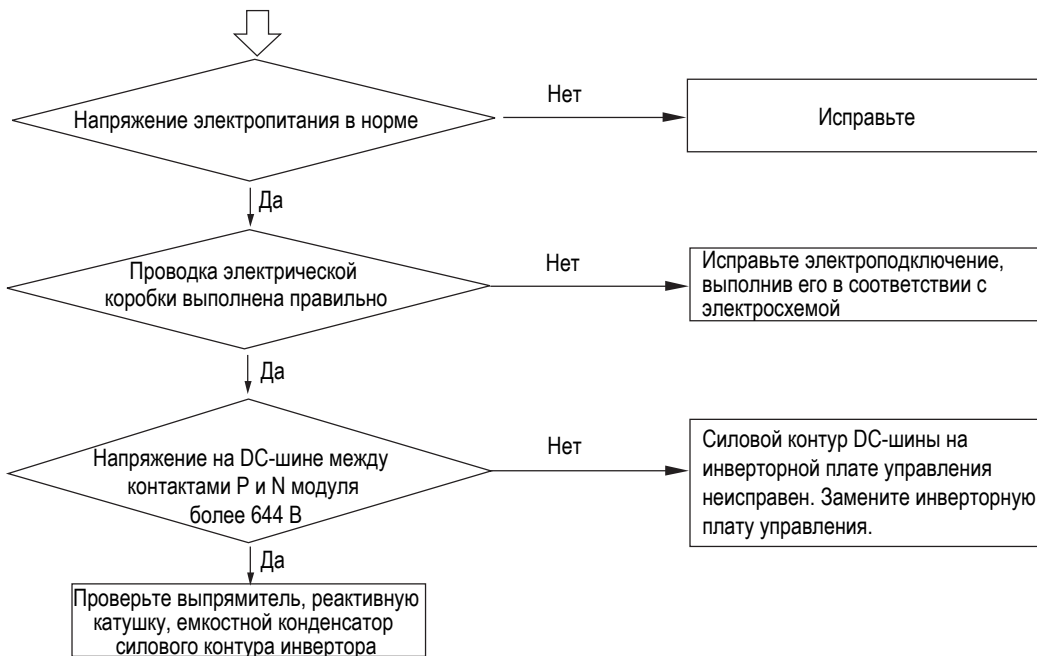 Напряжение электропитания в норме
Нет
Исправьте
Да
Проводка электрической
коробки выполнена правильно
Нет
Исправьте электроподключение,
выполнив его в соответствии с
электросхемой
Да
Напряжение на DC-шине между
контактами P и N модуля
более 644 В
Нет
Силовой контур DC-шины на
инверторной плате управления
неисправен. Замените инверторную
плату управления.
Да
Проверьте выпрямитель, реактивную
катушку, емкостной конденсатор
силового контура инвертора